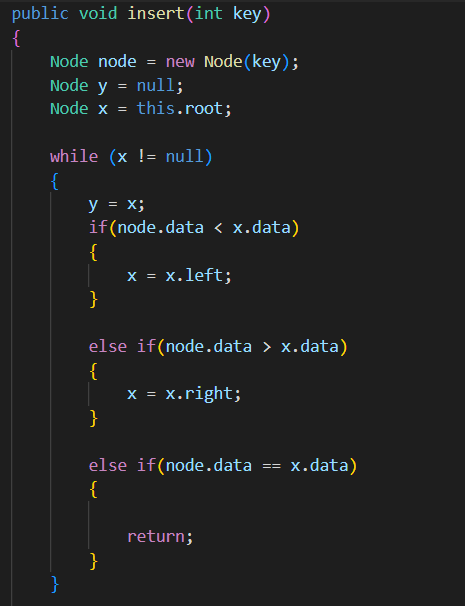 public void insert(int key)
{
    Node node = new Node(key);
    Node y = null;
    Node x = this.root;

    while (x != null)
    {
        y = x;
        if(node.data < x.data)
        {
            x = x.left;
        }

        else if(node.data > x.data)
        {
            x = x.right;
        }

        else if(node.data == x.data)
        {

            return;
        }
    }